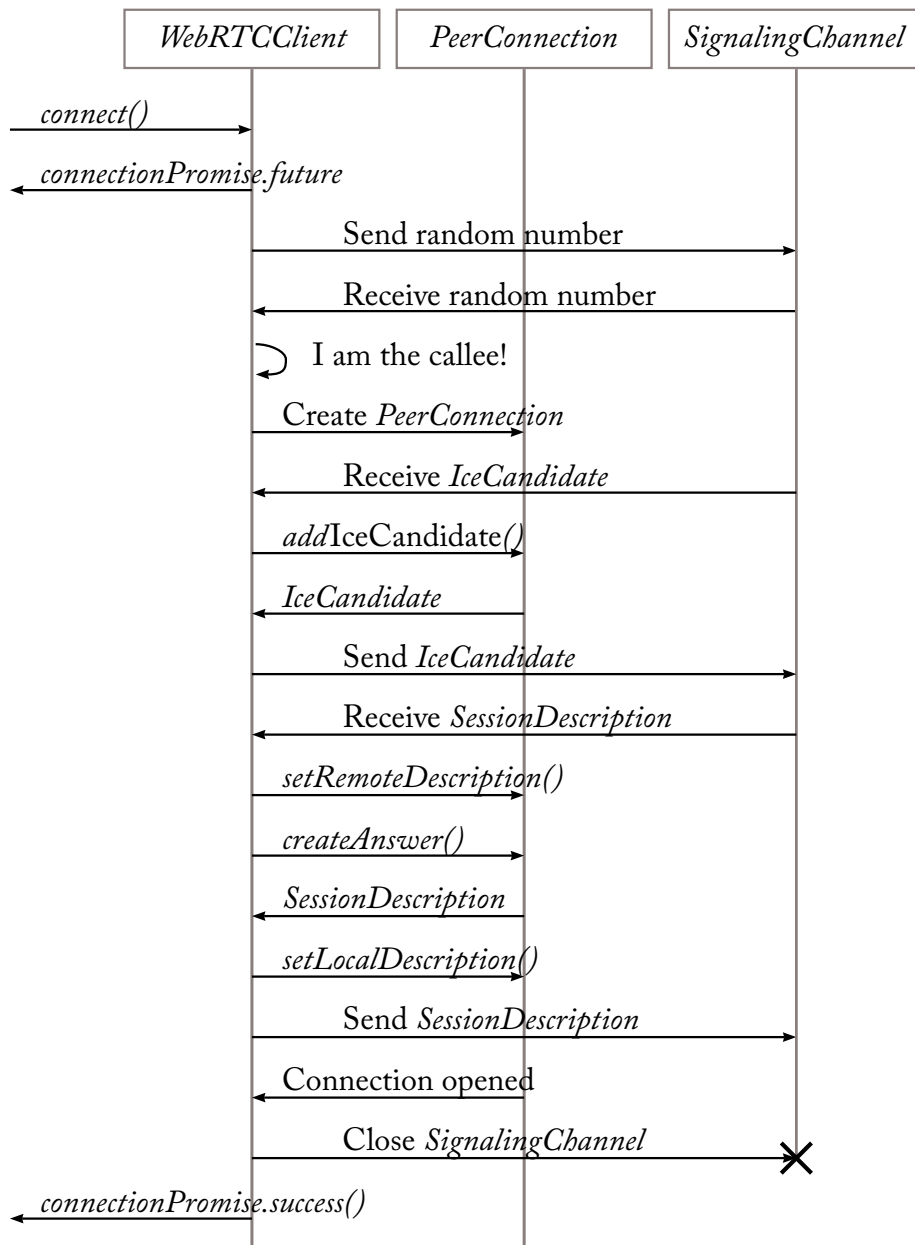 WebRTCClient PeerConnection SignalingChannel
connect()
connectionPromise.future
Send random number
Receive random number
I am the callee!
Create PeerConnection
Receive IceCandidate
addIceCandidate()
IceCandidate
Send IceCandidate
Receive SessionDescription
setRemoteDescription()
createAnswer()
SessionDescription
setLocalDescription()
Send SessionDescription
Connection opened
Close SignalingChannel
connectionPromise.success()